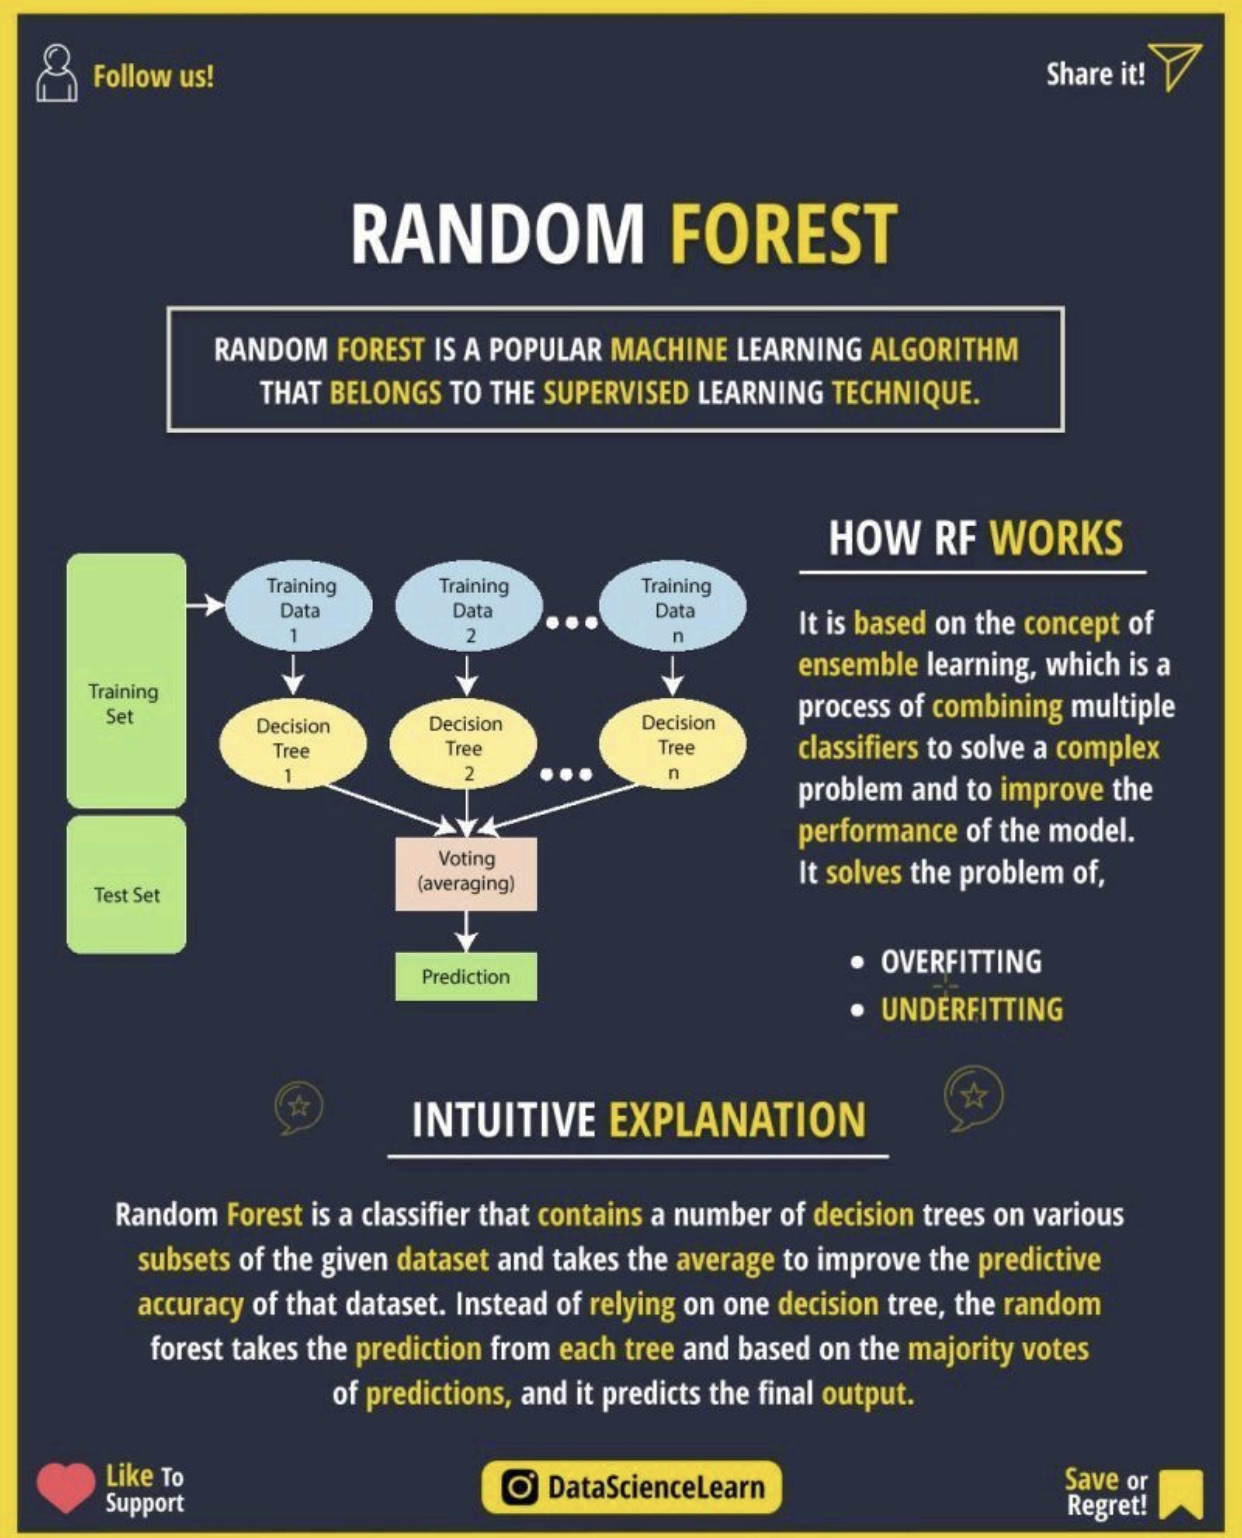 Follow us!
Share it!
RANDOM FOREST
RANDOM FOREST IS A POPULAR MACHINE LEARNING ALGORITHM
THAT BELONGS TO THE SUPERVISED LEARNING TECHNIQUE.
Training
Set
Test Set
Training
Data
1
Training
Data
2
Training
Data
n
Decision
Tree
1
Decision
Tree
2
Decision
Tree
n
Voting
(averaging)
Prediction
HOW RF WORKS
It is based on the concept of
ensemble learning, which is a
process of combining multiple
classifiers to solve a complex
problem and to improve the
performance of the model.
It solves the problem of,
• OVERFITTING
• UNDERFITTING
INTUITIVE EXPLANATION
Random Forest is a classifier that contains a number of decision trees on various
subsets of the given dataset and takes the average to improve the predictive
accuracy of that dataset. Instead of relying on one decision tree, the random
forest takes the prediction from each tree and based on the majority votes
of predictions, and it predicts the final output.
Like To
Support
DataScienceLearn
Save or
Regret!